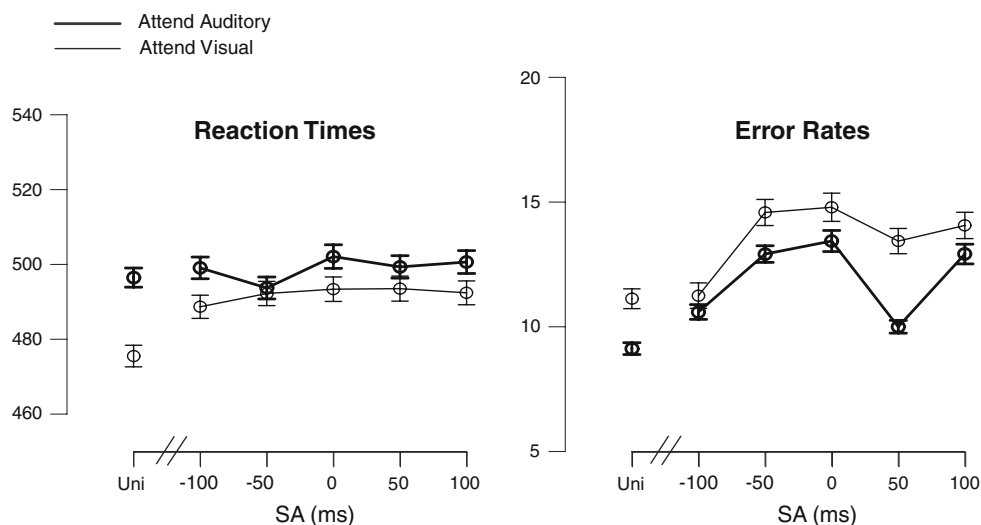 Attend Auditory
Attend Visual
Reaction Times
540
520
500
480
460
Uni -100 -50 0 50 100
SA (ms)
Error Rates
20
15
10
5
Uni -100 -50 0 50 100
SA (ms)